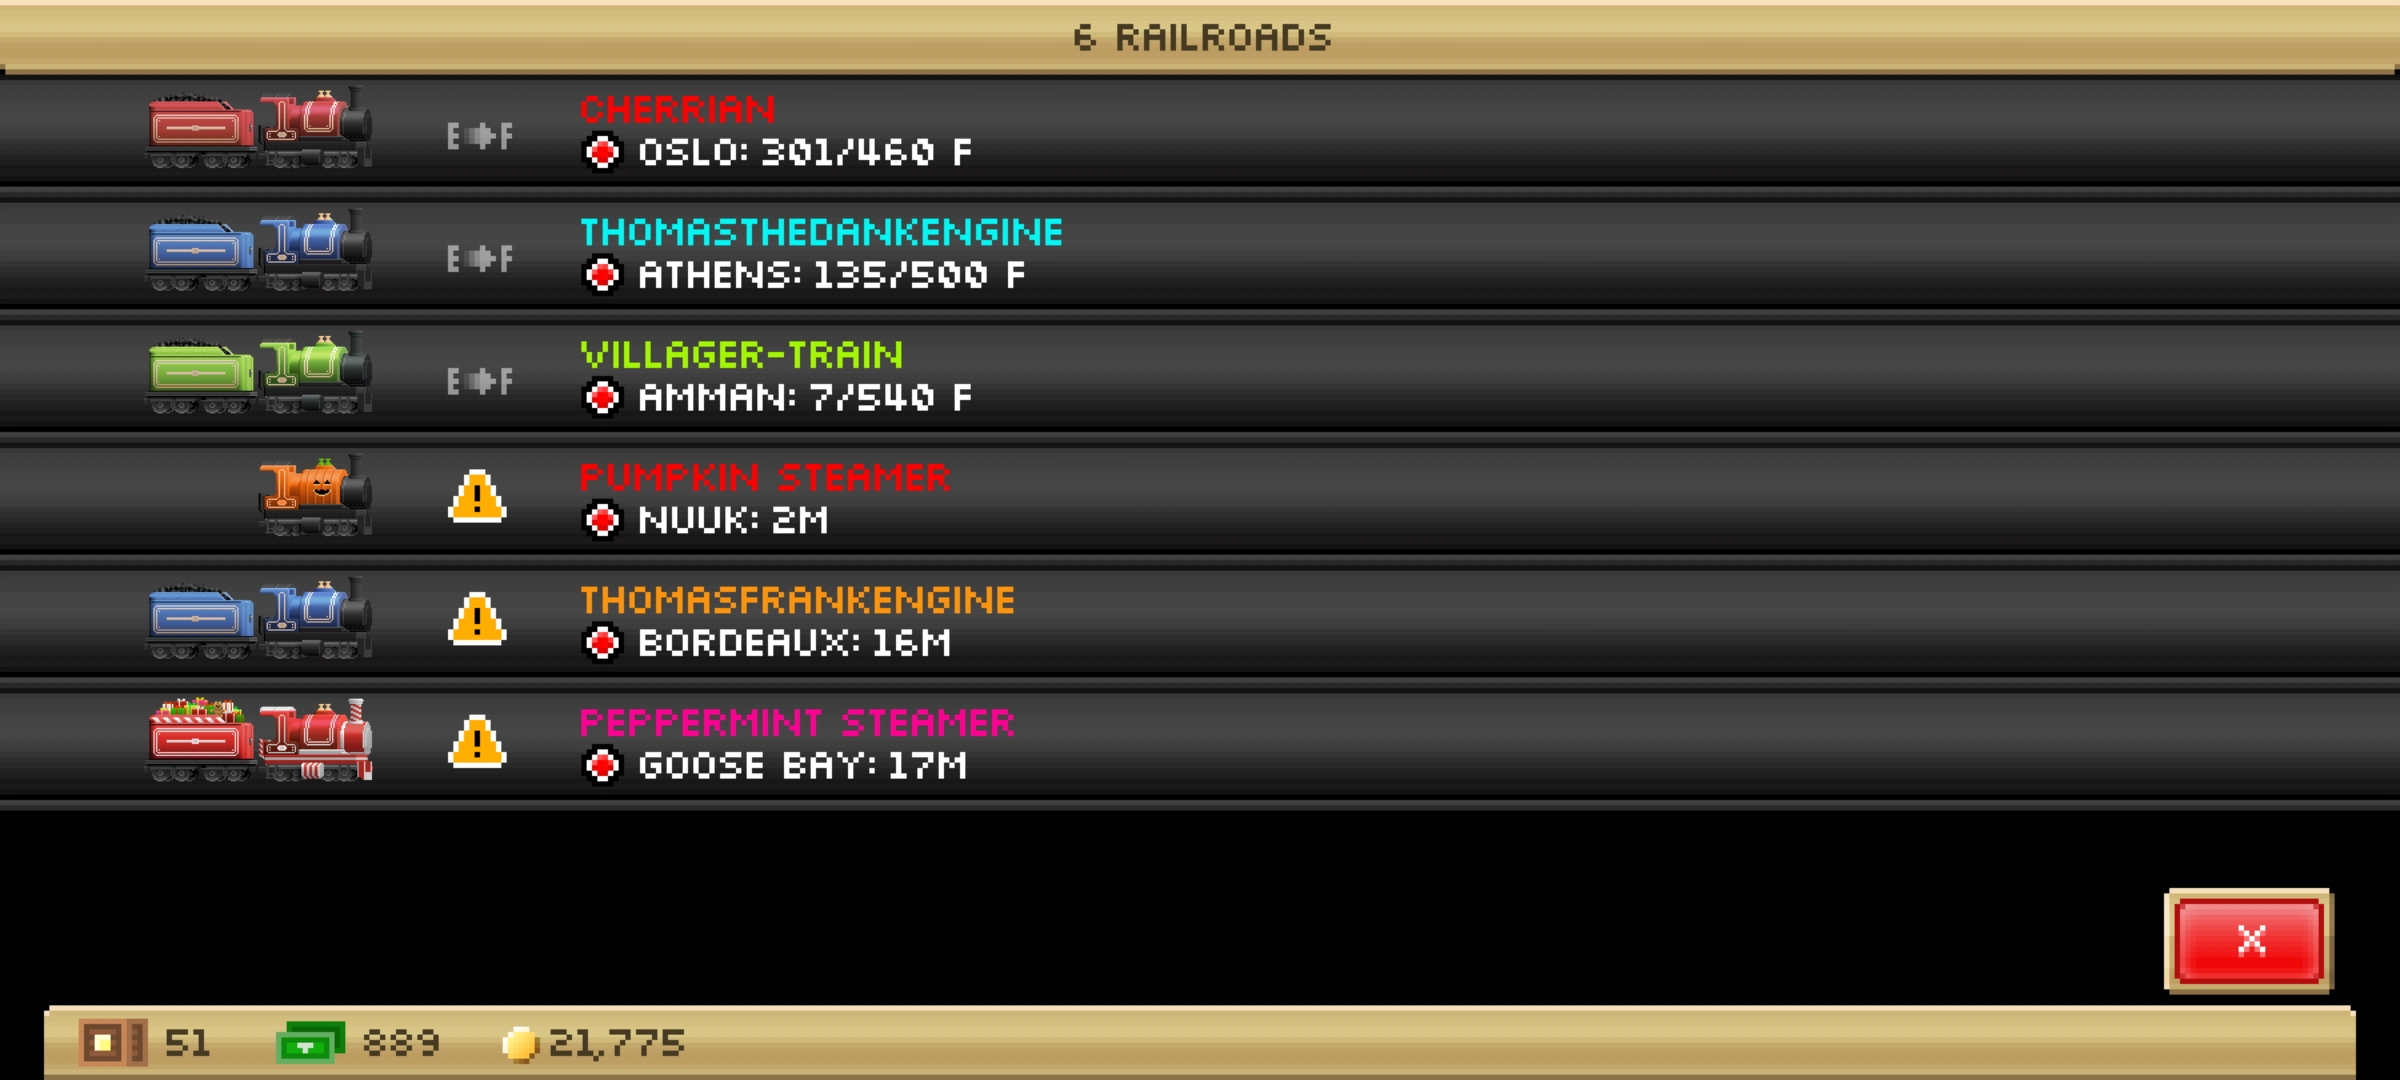 6 RAILROADS
CHERRIAN
E F
OSLO: 301/460 F
THOMASTHEDANKENGINE
E F
ATHENS: 135/500 F
VILLAGER-TRAIN
E F
AMMAN: 7/540 F
PUMPKIN STEAMER
!
NUUK: 2M
THOMASFRANKENGINE
!
BORDEAUX: 16M
PEPPERMINT STEAMER
!
GOOSE BAY: 17M
X
51 889 21,775